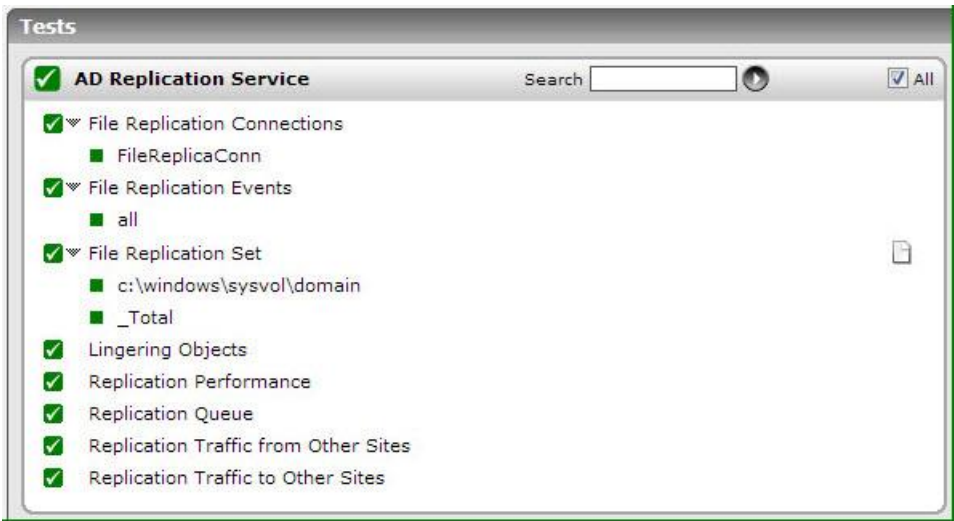 Tests
AD Replication Service Search All
File Replication Connections
FileReplicaConn
File Replication Events
all
File Replication Set
c:\windows\sysvol\domain
_Total
Lingering Objects
Replication Performance
Replication Queue
Replication Traffic from Other Sites
Replication Traffic to Other Sites